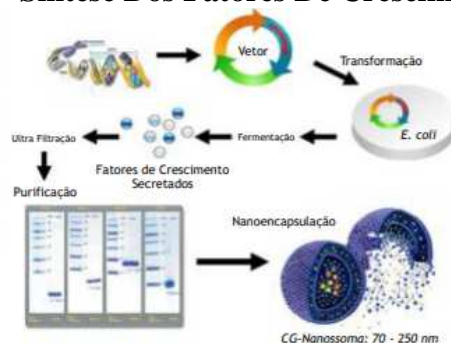 Vetor
Transformação
E. coli
Fermentação
Ultra Filtração
Fatores de Crescimento
Secretados
Purificação
Nanoencapsulação
CG-Nanossoma: 70 - 250 nm